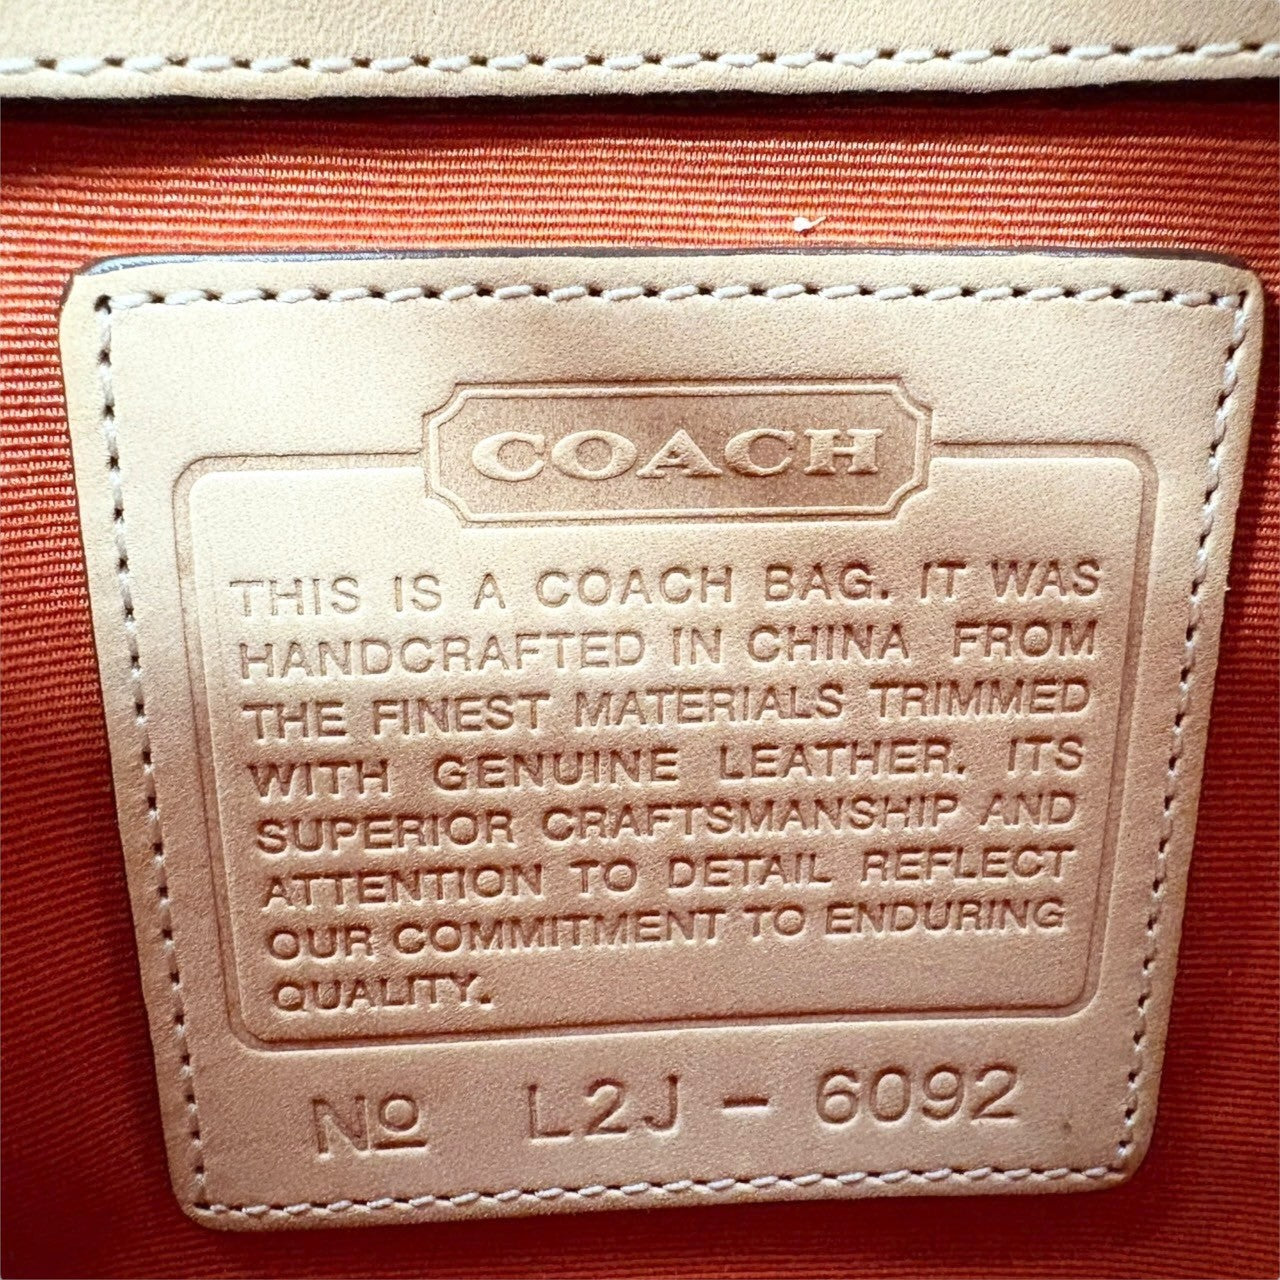 COACH
THIS IS A COACH BAG. IT WAS
HANDCRAFTED IN CHINA FROM
THE FINEST MATERIALS TRIMMED
WITH GENUINE LEATHER. ITS
SUPERIOR CRAFTSMANSHIP AND
ATTENTION TO DETAIL REFLECT
OUR COMMITMENT TO ENDURING
QUALITY.
Nº L2J - 6092